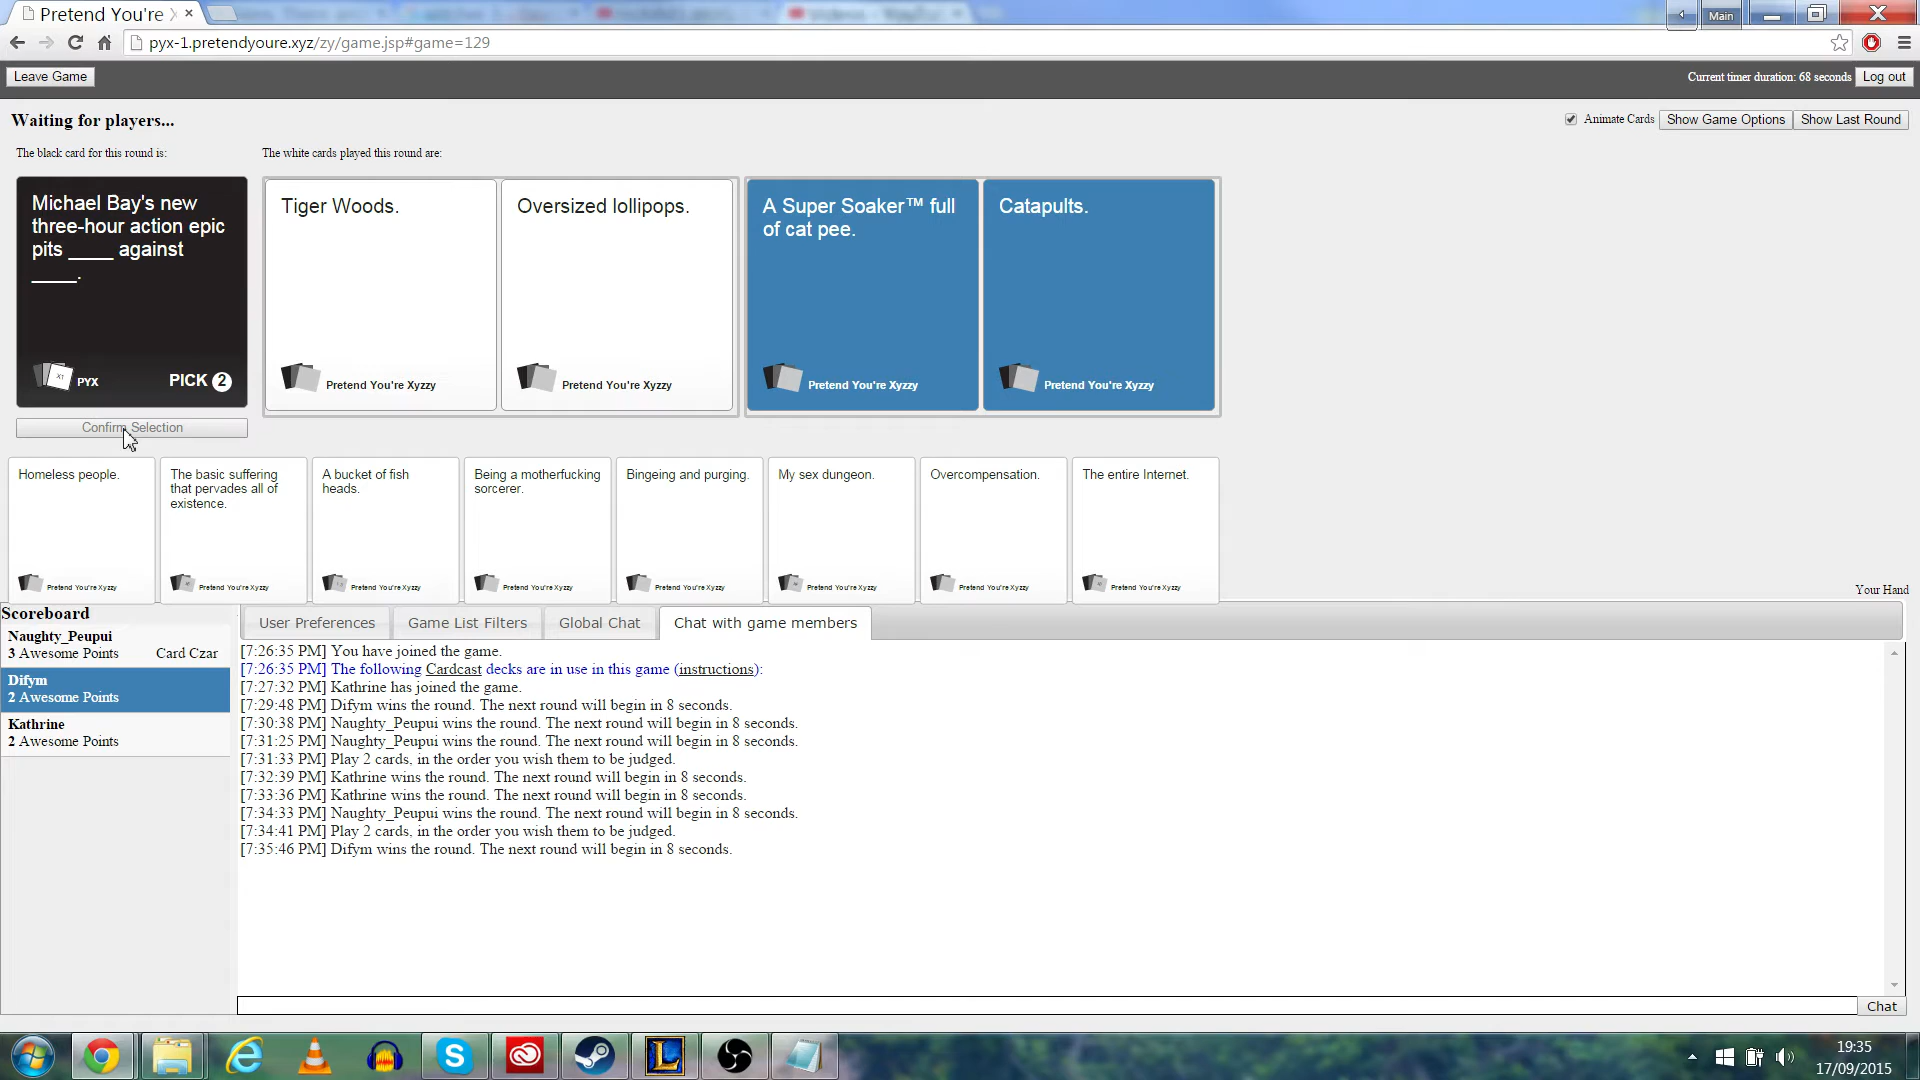 Pretend You're X
Main
pyx-1.pretendyoure.xyz/zy/game.jsp#game=129
Leave Game
Current timer duration: 68 seconds
Log out
Waiting for players...
Animate Cards
Show Game Options
Show Last Round
The black card for this round is:
The white cards played this round are:
Michael Bay's new
three-hour action epic
pits ____ against
____.
PYX
PICK 2
Tiger Woods.
Pretend You're Xyzzy
Oversized lollipops.
Pretend You're Xyzzy
A Super Soaker™ full
of cat pee.
Pretend You're Xyzzy
Catapults.
Pretend You're Xyzzy
Confirm Selection
Homeless people.
Pretend You're Xyzzy
The basic suffering
that pervades all of
existence.
Pretend You're Xyzzy
A bucket of fish
heads.
Pretend You're Xyzzy
Being a motherfucking
sorcerer.
Pretend You're Xyzzy
Bingeing and purging.
Pretend You're Xyzzy
My sex dungeon.
Pretend You're Xyzzy
Overcompensation.
Pretend You're Xyzzy
The entire Internet.
Pretend You're Xyzzy
Your Hand
Scoreboard
Naughty_Peupui
3 Awesome Points
Card Czar
Difym
2 Awesome Points
Kathrine
2 Awesome Points
User Preferences
Game List Filters
Global Chat
Chat with game members
[7:26:35 PM] You have joined the game.
[7:26:35 PM] The following Cardcast decks are in use in this game (instructions):
[7:27:32 PM] Kathrine has joined the game.
[7:29:48 PM] Difym wins the round. The next round will begin in 8 seconds.
[7:30:38 PM] Naughty_Peupui wins the round. The next round will begin in 8 seconds.
[7:31:25 PM] Naughty_Peupui wins the round. The next round will begin in 8 seconds.
[7:31:33 PM] Play 2 cards, in the order you wish them to be judged.
[7:32:39 PM] Kathrine wins the round. The next round will begin in 8 seconds.
[7:33:36 PM] Kathrine wins the round. The next round will begin in 8 seconds.
[7:34:33 PM] Naughty_Peupui wins the round. The next round will begin in 8 seconds.
[7:34:41 PM] Play 2 cards, in the order you wish them to be judged.
[7:35:46 PM] Difym wins the round. The next round will begin in 8 seconds.
Chat
19:35
17/09/2015